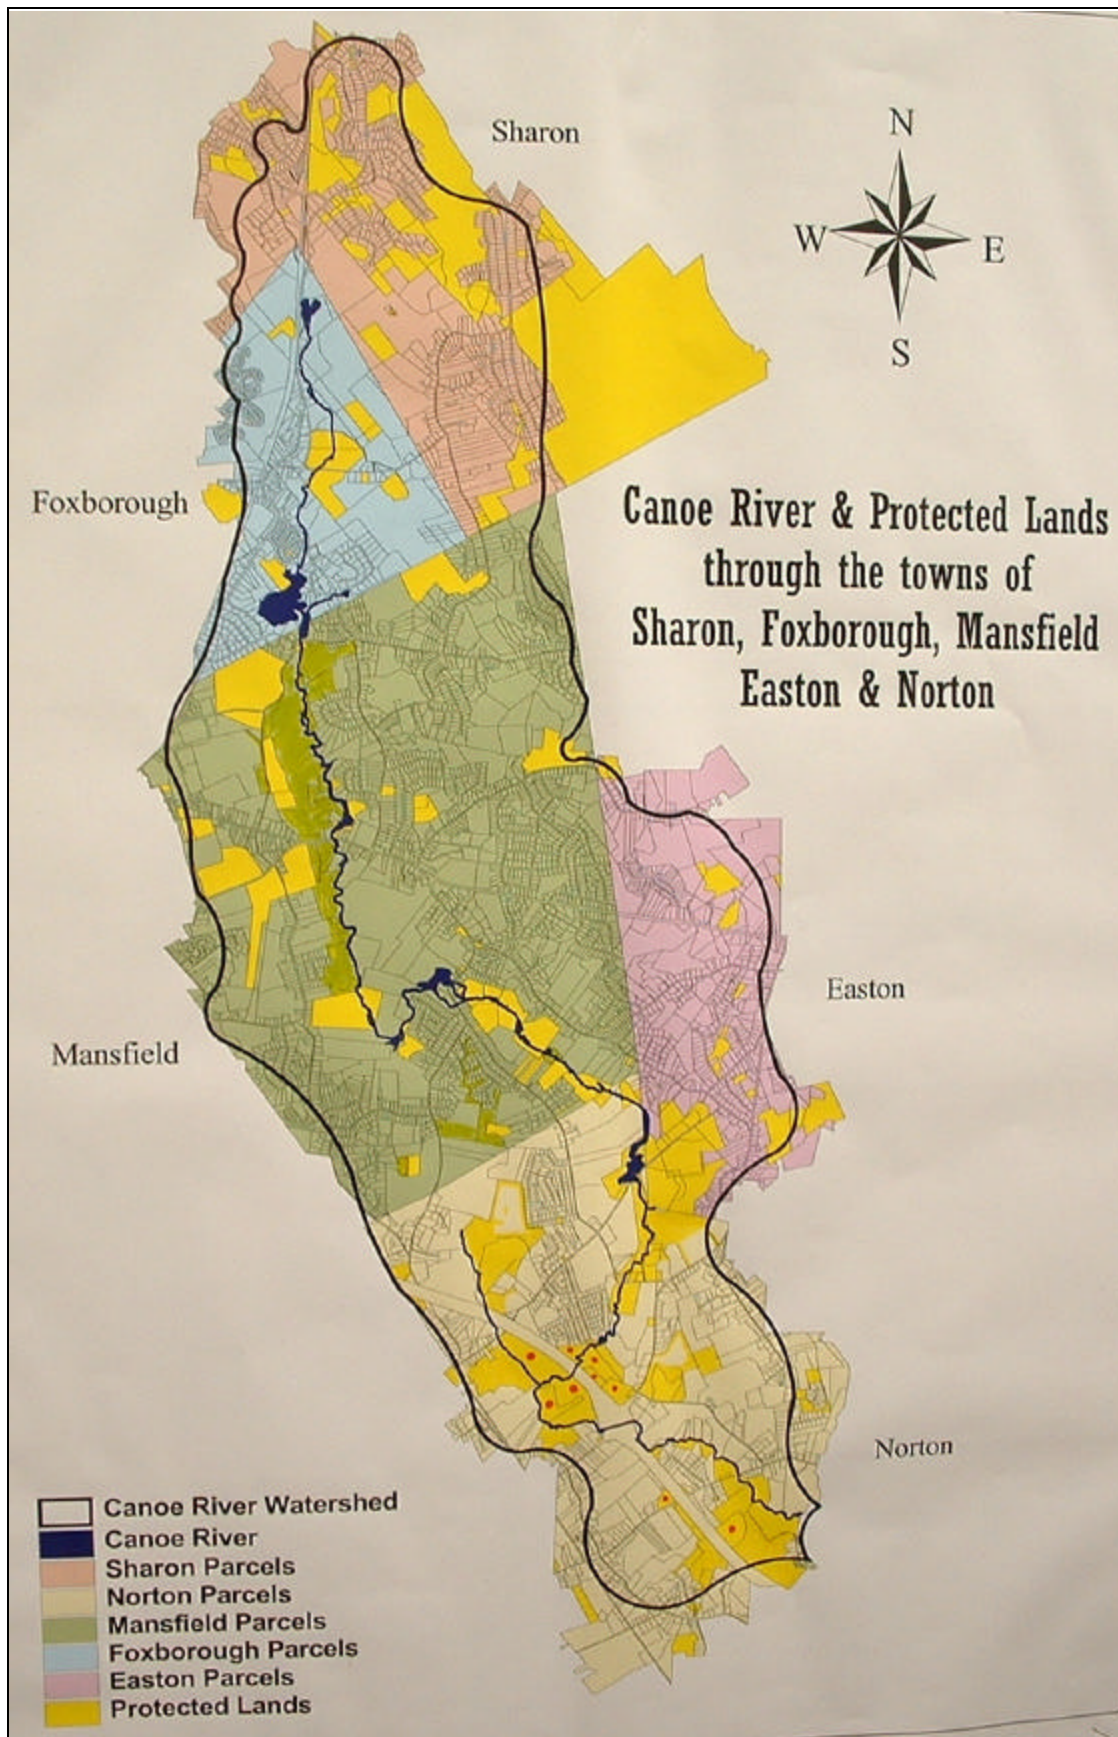 Sharon
N
W
E
S
Foxborough
Canoe River & Protected Lands
through the towns of
Sharon, Foxborough, Mansfield
Easton & Norton
Easton
Mansfield
Norton
Canoe River Watershed
Canoe River
Sharon Parcels
Norton Parcels
Mansfield Parcels
Foxborough Parcels
Easton Parcels
Protected Lands